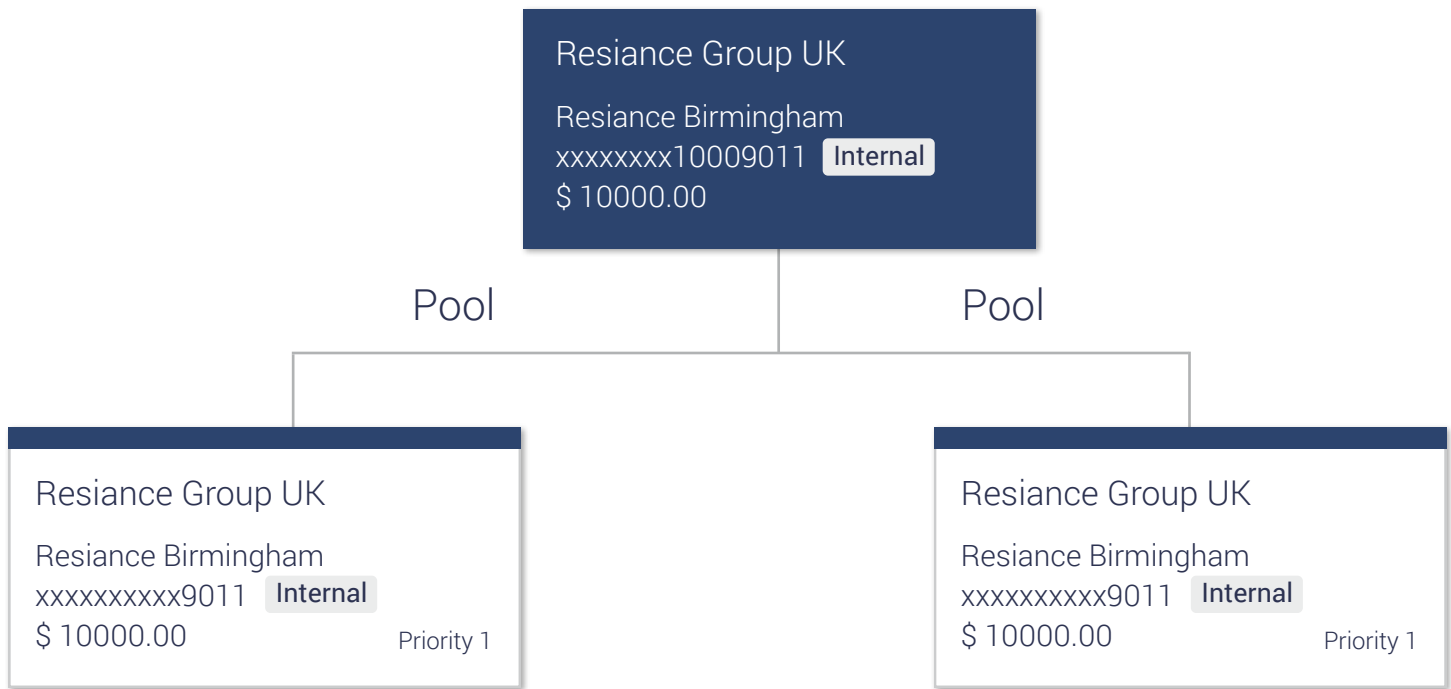 Resiance Group UK
Resiance Birmingham
xxxxxxxx10009011 Internal
$ 10000.00
Pool
Pool
Resiance Group UK
Resiance Birmingham
xxxxxxxxxx9011 Internal
$ 10000.00 Priority 1
Resiance Group UK
Resiance Birmingham
xxxxxxxxxx9011 Internal
$ 10000.00 Priority 1